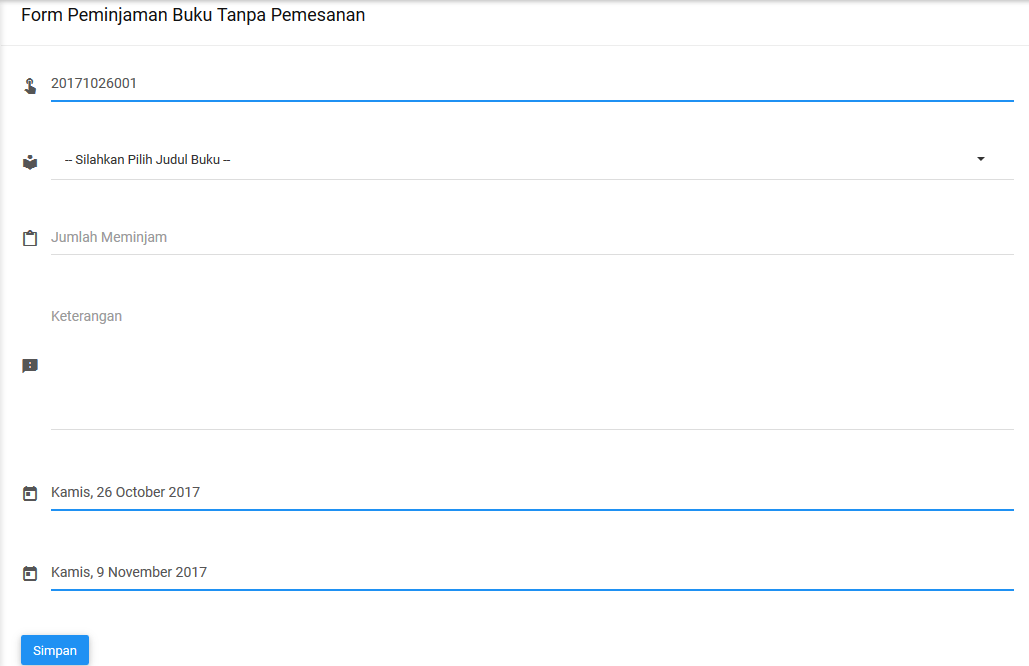 Form Peminjaman Buku Tanpa Pemesanan
20171026001
-- Silahkan Pilih Judul Buku --
Jumlah Meminjam
Keterangan
Kamis, 26 October 2017
Kamis, 9 November 2017
Simpan